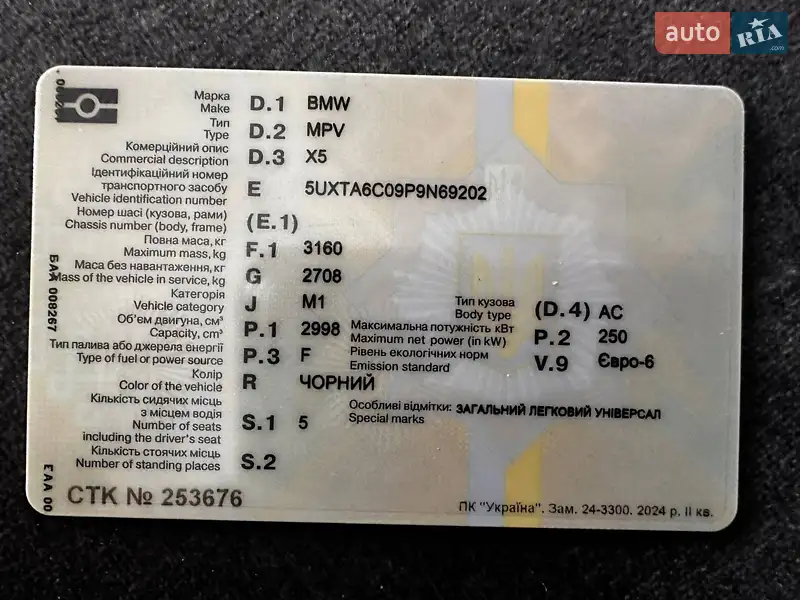 auto RIA.com
Марка
Make D.1 BMW
Тип
Type D.2 MPV
Комерційний опис
Commercial description D.3 X5
Ідентифікаційний номер
транспортного засобу
Vehicle identification number E 5UXTA6C09P9N69202
Номер шасі (кузова, рами)
Chassis number (body, frame) (E.1)
Повна маса, кг
Maximum mass, kg F.1 3160
Маса без навантаження, кг
Mass of the vehicle in service, kg G 2708
Категорія
Vehicle category J M1
Тип кузова
Body type (D.4) AC
Об'єм двигуна, см³
Capacity, cm³ P.1 2998
Максимальна потужність кВт
Maximum net power (in kW) P.2 250
Тип палива або джерела енергії
Type of fuel or power source P.3 F
Рівень екологічних норм
Emission standard V.9 Євро-6
Колір
Color of the vehicle R ЧОРНИЙ
Кількість сидячих місць
з місцем водія
Number of seats
including the driver's seat S.1 5
Особливі відмітки: ЗАГАЛЬНИЙ ЛЕГКОВИЙ УНІВЕРСАЛ
Special marks
Кількість стоячих місць
Number of standing places S.2
СТК № 253676
ПК "Україна". Зам. 24-3300. 2024 р. II кв.
БАА 008267
ЕАА 00